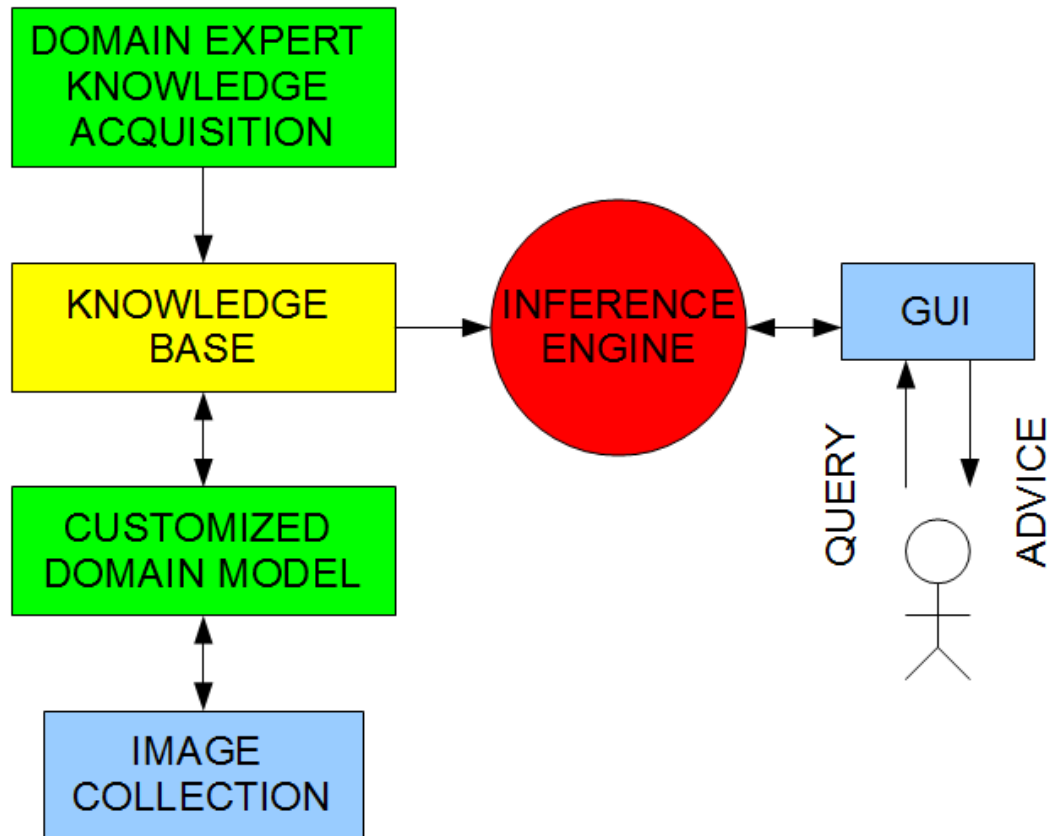 DOMAIN EXPERT
KNOWLEDGE
ACQUISITION
KNOWLEDGE
BASE
INFERENCE
ENGINE
GUI
QUERY
ADVICE
CUSTOMIZED
DOMAIN MODEL
IMAGE
COLLECTION